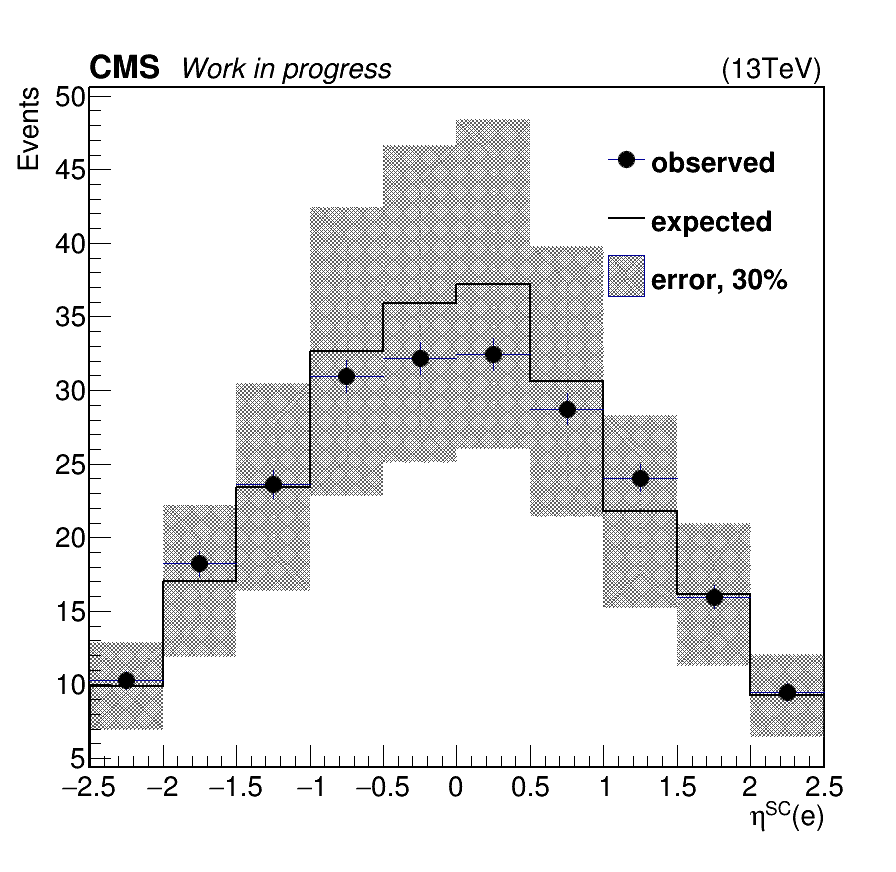 CMS Work in progress (13TeV)
Events
50
45
40
35
30
25
20
15
10
5
observed
expected
error, 30%
−2.5 −2 −1.5 −1 −0.5 0 0.5 1 1.5 2 2.5
η^SC(e)